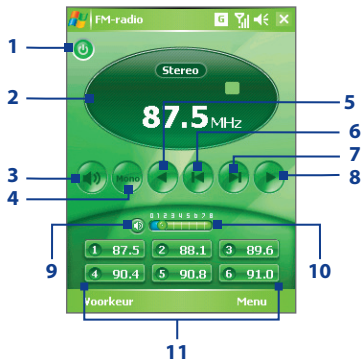 FM-radio G
1
Stereo
2
87.5 MHz
5
6
7
8
3
Mono
4
0 1 2 3 4 5 6 7 8
9
10
1 87.5 2 88.1 3 89.6
4 90.4 5 90.8 6 91.0
Voorkeur Menu
11